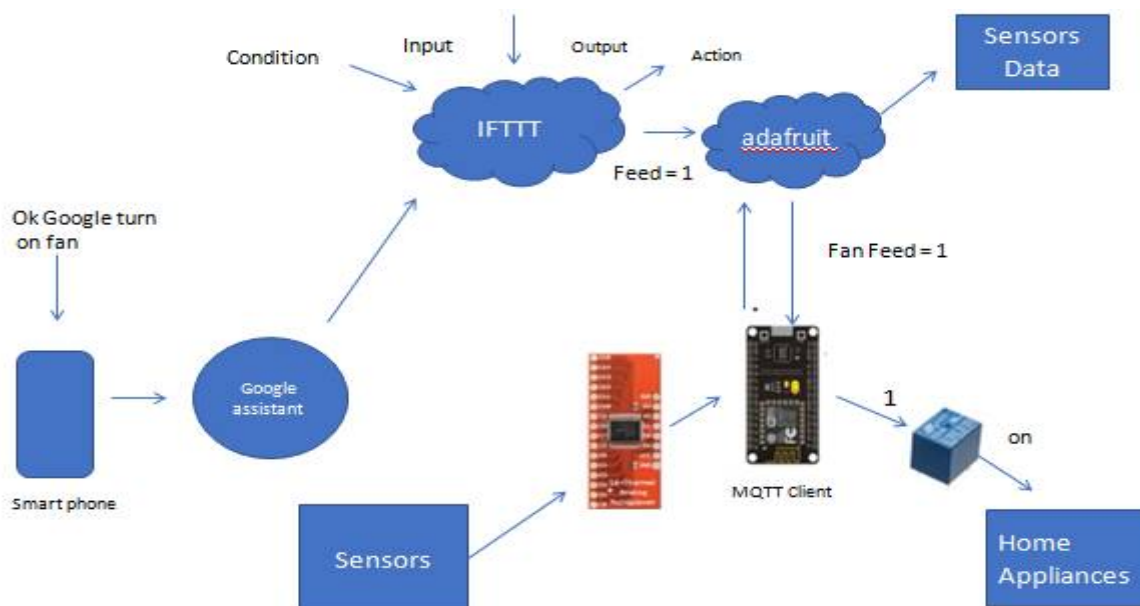 Condition
Input
Output
Action
Sensors
Data
IFTTT
adafruit
Feed = 1
Ok Google turn
on fan
Fan Feed = 1
Google
assistant
1
on
Smart phone
MQTT Client
Sensors
Home
Appliances